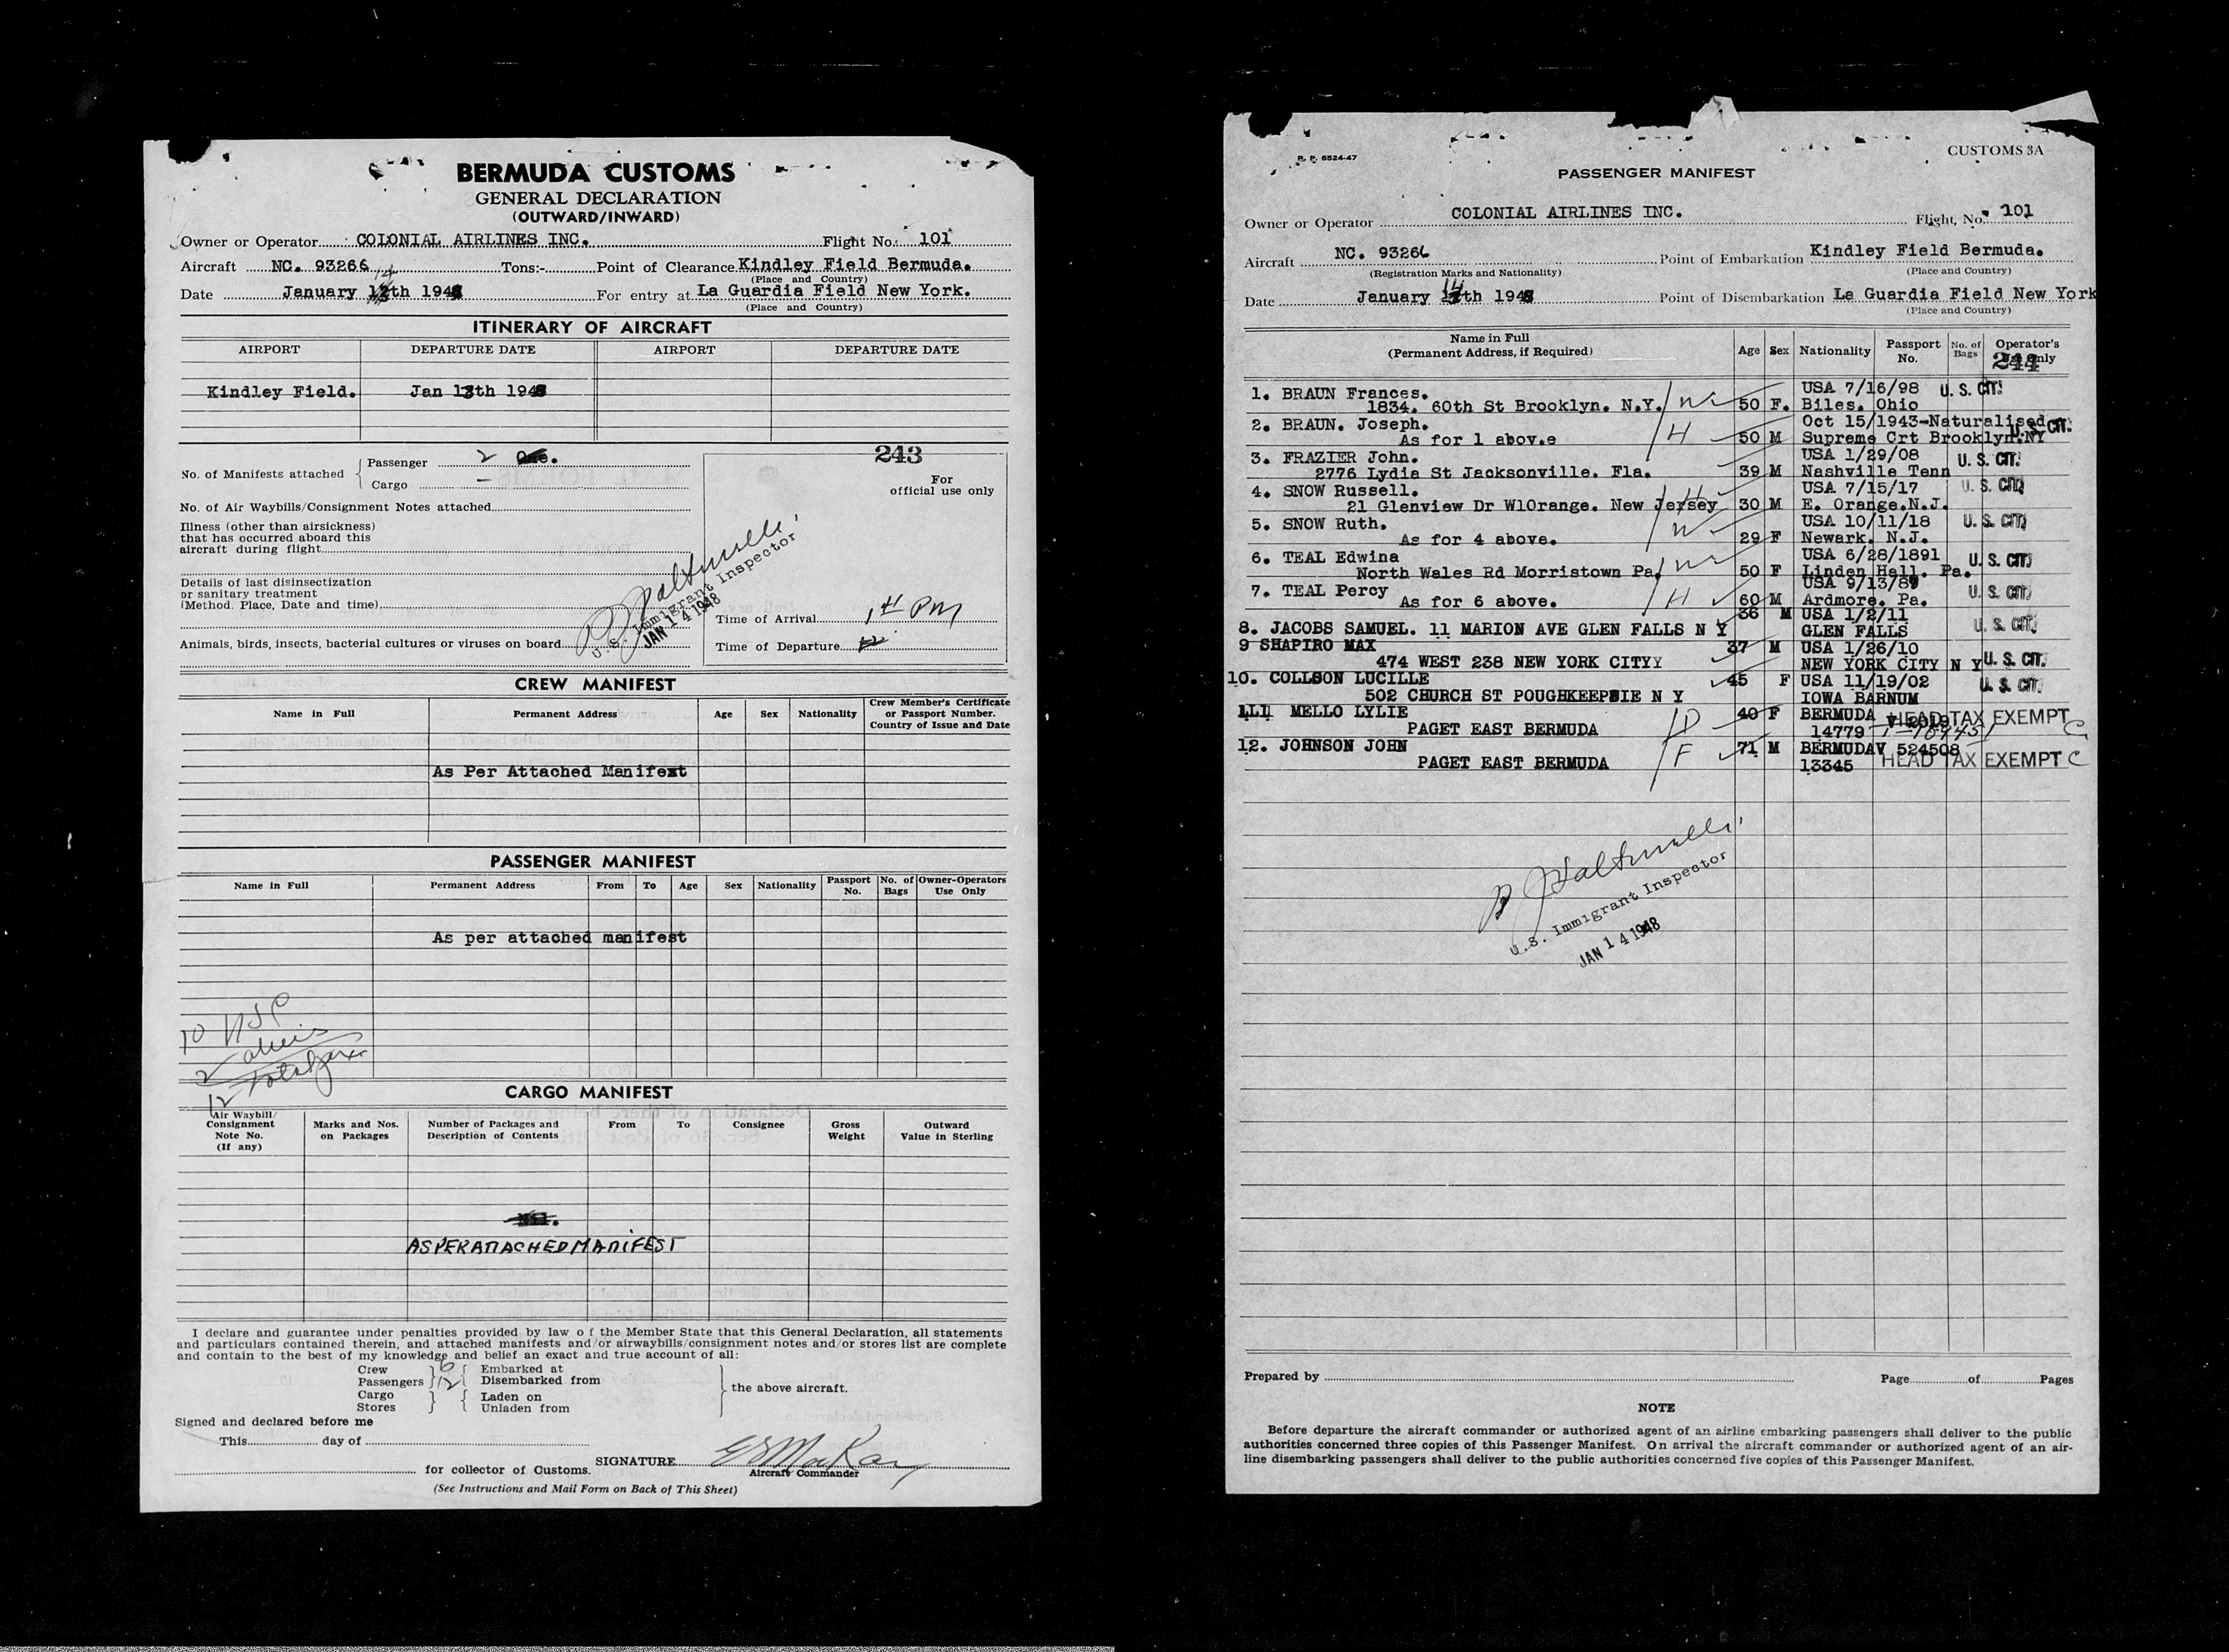 BERMUDA CUSTOMS
GENERAL DECLARATION
(OUTWARD/INWARD)
Owner or Operator COLONIAL AIRLINES INC. Flight No. 101
Aircraft NC. 93266 Tons:- Point of Clearance Kindley Field Bermuda.
(Place and Country)
Date January 14th 1948 For entry at La Guardia Field New York.
(Place and Country)
ITINERARY OF AIRCRAFT
AIRPORT DEPARTURE DATE AIRPORT DEPARTURE DATE
Kindley Field. Jan 13th 1948
243
No. of Manifests attached { Passenger 2
Cargo –
For
official use only
No. of Air Waybills/Consignment Notes attached
Illness (other than airsickness)
that has occurred aboard this
aircraft during flight
Details of last disinsectization
or sanitary treatment
(Method. Place, Date and time)
U.S. Immigrant Inspector
JAN 14 1948
Time of Arrival PM
Animals, birds, insects, bacterial cultures or viruses on board
Time of Departure
CREW MANIFEST
Name in Full Permanent Address Age Sex Nationality Crew Member's Certificate or Passport Number. Country of Issue and Date
As Per Attached Manifest
PASSENGER MANIFEST
Name in Full Permanent Address From To Age Sex Nationality Passport No. No. of Bags Owner-Operators Use Only
As per attached manifest
10 USC
2 aliens
12 total pax
CARGO MANIFEST
Air Waybill/ Consignment Note No. (If any) Marks and Nos. on Packages Number of Packages and Description of Contents From To Consignee Gross Weight Outward Value in Sterling
AS PER ATTACHED MANIFEST
I declare and guarantee under penalties provided by law of the Member State that this General Declaration, all statements
and particulars contained therein, and attached manifests and/or airwaybills/consignment notes and/or stores list are complete
and contain to the best of my knowledge and belief an exact and true account of all:
Crew 6 Embarked at
Passengers 12 Disembarked from
the above aircraft.
Cargo Laden on
Stores Unladen from
Signed and declared before me
This day of
for collector of Customs. SIGNATURE E S MacKay
Aircraft Commander
(See Instructions and Mail Form on Back of This Sheet)
B. P. 6524-47
CUSTOMS 3A
PASSENGER MANIFEST
Owner or Operator COLONIAL AIRLINES INC. Flight, No. 101
Aircraft NC. 93266 Point of Embarkation Kindley Field Bermuda.
(Registration Marks and Nationality) (Place and Country)
Date January 14th 1948 Point of Disembarkation La Guardia Field New York
(Place and Country)
Name in Full
(Permanent Address, if Required) Age Sex Nationality Passport No. No. of Bags Operator's Use Only
244
1. BRAUN Frances. USA 7/16/98 U. S. CIT.
1834. 60th St Brooklyn. N.Y. W 50 F. Biles. Ohio
2. BRAUN. Joseph. Oct 15/1943-Naturalised U. S. CIT.
As for 1 abov.e H 50 M Supreme Crt Brooklyn.NY
3. FRAZIER John. USA 1/29/08 U. S. CIT.
2776 Lydia St Jacksonville. Fla. 39 M Nashville Tenn
4. SNOW Russell. USA 7/15/17 U. S. CIT.
21 Glenview Dr WlOrange. New Jersey H 30 M E. Orange.N.J.
5. SNOW Ruth. USA 10/11/18 U. S. CIT.
As for 4 above. W 29 F Newark. N.J.
6. TEAL Edwina USA 6/28/1891 U. S. CIT.
North Wales Rd Morristown Pa. W 50 F Linden Hall. Pa.
7. TEAL Percy USA 9/13/87 U. S. CIT.
As for 6 above. H 60 M Ardmore. Pa.
36 M USA 1/2/11 U. S. CIT.
8. JACOBS SAMUEL. 11 MARION AVE GLEN FALLS N Y GLEN FALLS
9 SHAPIRO MAX 37 M USA 1/26/10
474 WEST 238 NEW YORK CITYY NEW YORK CITY N Y U. S. CIT.
10. COLLSON LUCILLE 45 F USA 11/19/02 U. S. CIT.
502 CHURCH ST POUGHKEEPSIE N Y IOWA BARNUM
111 MELLO LYLIE 40 F BERMUDA HEAD TAX EXEMPT
PAGET EAST BERMUDA D 14779 C
12. JOHNSON JOHN 71 M BERMUDA V 524508
PAGET EAST BERMUDA F 13345 HEAD TAX EXEMPT C
U.S. Immigrant Inspector
JAN 14 1948
Prepared by Page of Pages
NOTE
Before departure the aircraft commander or authorized agent of an airline embarking passengers shall deliver to the public
authorities concerned three copies of this Passenger Manifest. On arrival the aircraft commander or authorized agent of an air-
line disembarking passengers shall deliver to the public authorities concerned five copies of this Passenger Manifest.